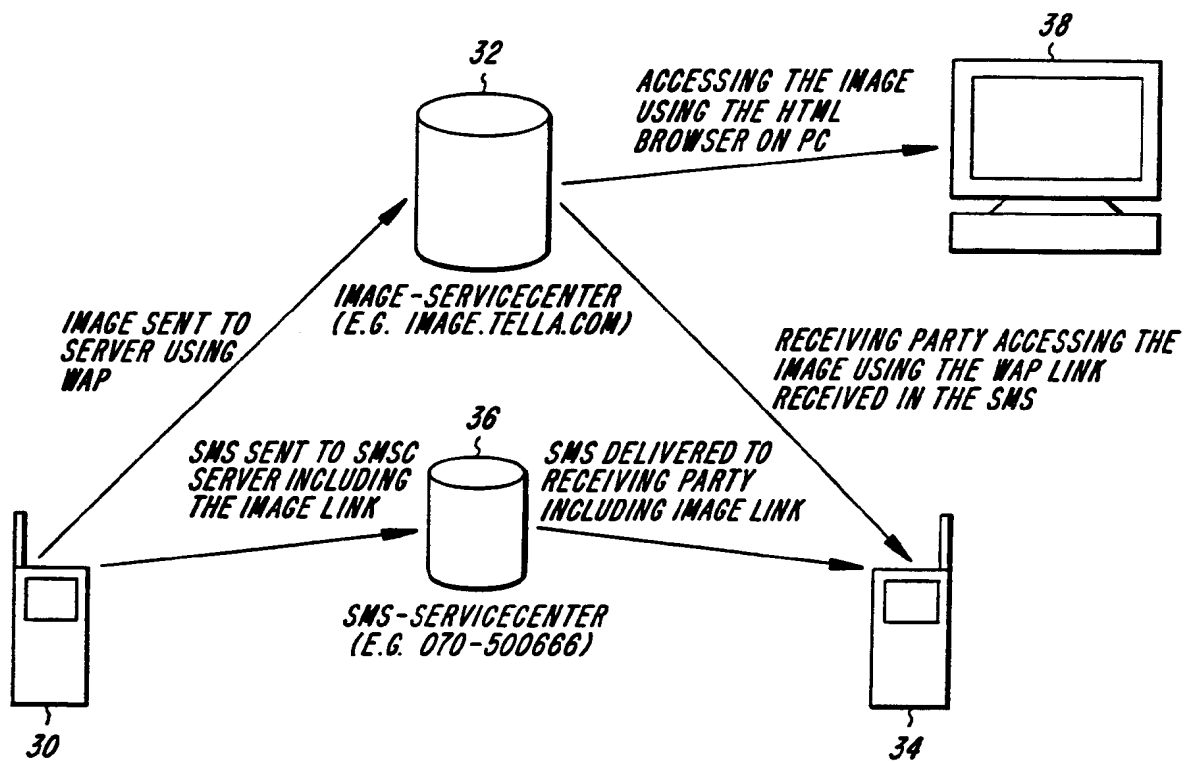 38
32
ACCESSING THE IMAGE
USING THE HTML
BROWSER ON PC
IMAGE-SERVICECENTER
(E.G. IMAGE.TELLA.COM)
IMAGE SENT TO
SERVER USING
WAP
RECEIVING PARTY ACCESSING THE
IMAGE USING THE WAP LINK
RECEIVED IN THE SMS
36
SMS SENT TO SMSC
SERVER INCLUDING
THE IMAGE LINK
SMS DELIVERED TO
RECEIVING PARTY
INCLUDING IMAGE LINK
SMS-SERVICECENTER
(E.G. 070-500666)
30
34